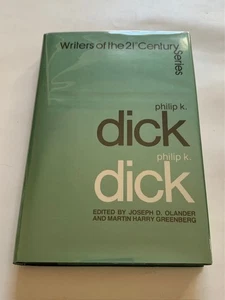 Writers of the 21st Century
Series
philip k.
dick
philip k.
dick
EDITED BY JOSEPH D. OLANDER
AND MARTIN HARRY GREENBERG